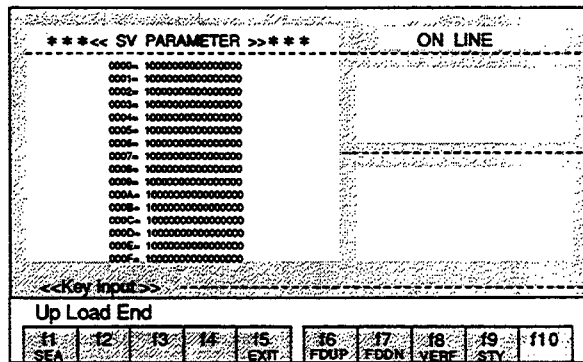 ***<< SV PARAMETER >>***
ON LINE
0000= 1000000000000000
0001= 1000000000000000
0002= 1000000000000000
0003= 1000000000000000
0004= 1000000000000000
0005= 1000000000000000
0006= 1000000000000000
0007= 1000000000000000
0008= 1000000000000000
0009= 1000000000000000
000A= 1000000000000000
000B= 1000000000000000
000C= 1000000000000000
000D= 1000000000000000
000E= 1000000000000000
000F= 1000000000000000
<<Key Input>>
Up Load End
f1 f2 f3 f4 f5 f6 f7 f8 f9 f10
SEA EXIT FDUP FDDN VERF STY